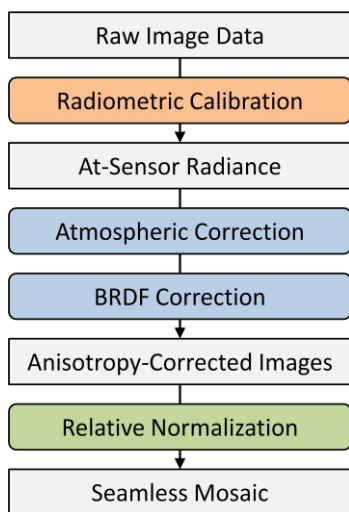 Raw Image Data
Radiometric Calibration
At-Sensor Radiance
Atmospheric Correction
BRDF Correction
Anisotropy-Corrected Images
Relative Normalization
Seamless Mosaic